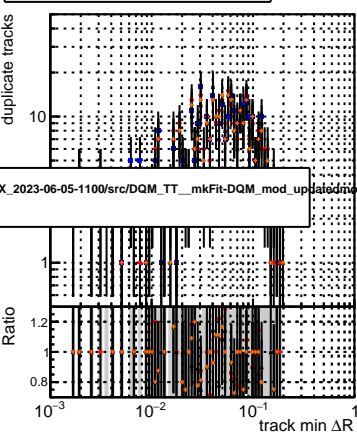 duplicate tracks
10
X_2023-06-05-1100/src/DQM_TT__mkFit-DQM_mod_updatedmo
1
Ratio
1.2
1
0.8
10−3
10−2
10−1
1
track min ΔR